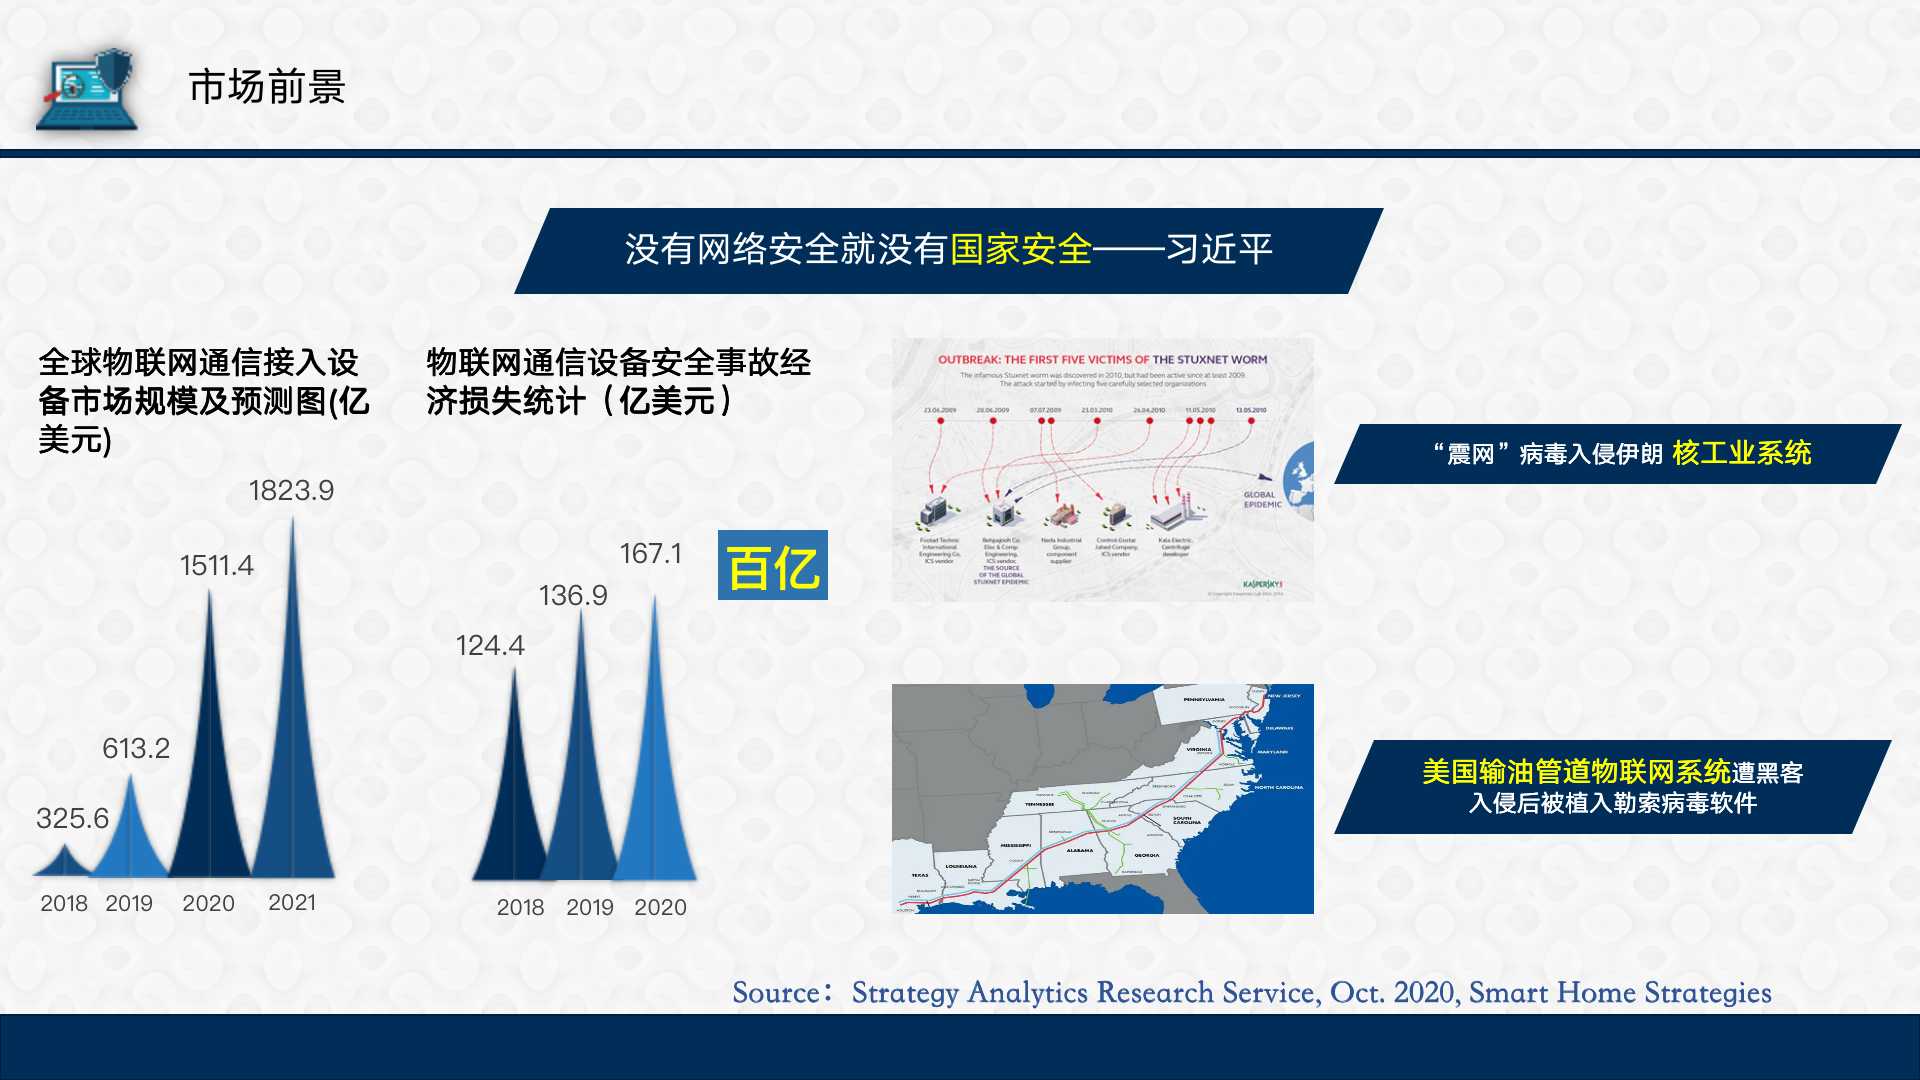 市场前景
没有网络安全就没有国家安全——习近平
全球物联网通信接入设
备市场规模及预测图(亿
美元)
325.6
613.2
1511.4
1823.9
2018
2019
2020
2021
物联网通信设备安全事故经
济损失统计（亿美元）
124.4
136.9
167.1
2018
2019
2020
百亿
OUTBREAK: THE FIRST FIVE VICTIMS OF THE STUXNET WORM
The infamous Stuxnet worm was discovered in 2010, but had been active since at least 2009.
The attack started by infecting five carefully selected organizations
23.06.2009
28.06.2009
07.07.2009
23.03.2010
26.04.2010
11.05.2010
13.05.2010
GLOBAL
EPIDEMIC
Foolad Technic
International
Engineering Co,
ICS vendor
Behpajooh Co.
Elec & Comp.
Engineering,
ICS vendor,
THE SOURCE
OF THE GLOBAL
STUXNET EPIDEMIC
Neda Industrial
Group,
component
supplier
Control-Gostar
Jahed Company,
ICS vendor
Kala Electric,
Centrifuge
developer
KASPERSKY
“震网”病毒入侵伊朗 核工业系统
PENNSYLVANIA
NEW JERSEY
DELAWARE
MARYLAND
VIRGINIA
NORTH CAROLINA
TENNESSEE
SOUTH
CAROLINA
MISSISSIPPI
ALABAMA
GEORGIA
LOUISIANA
TEXAS
美国输油管道物联网系统遭黑客
入侵后被植入勒索病毒软件
Source： Strategy Analytics Research Service, Oct. 2020, Smart Home Strategies